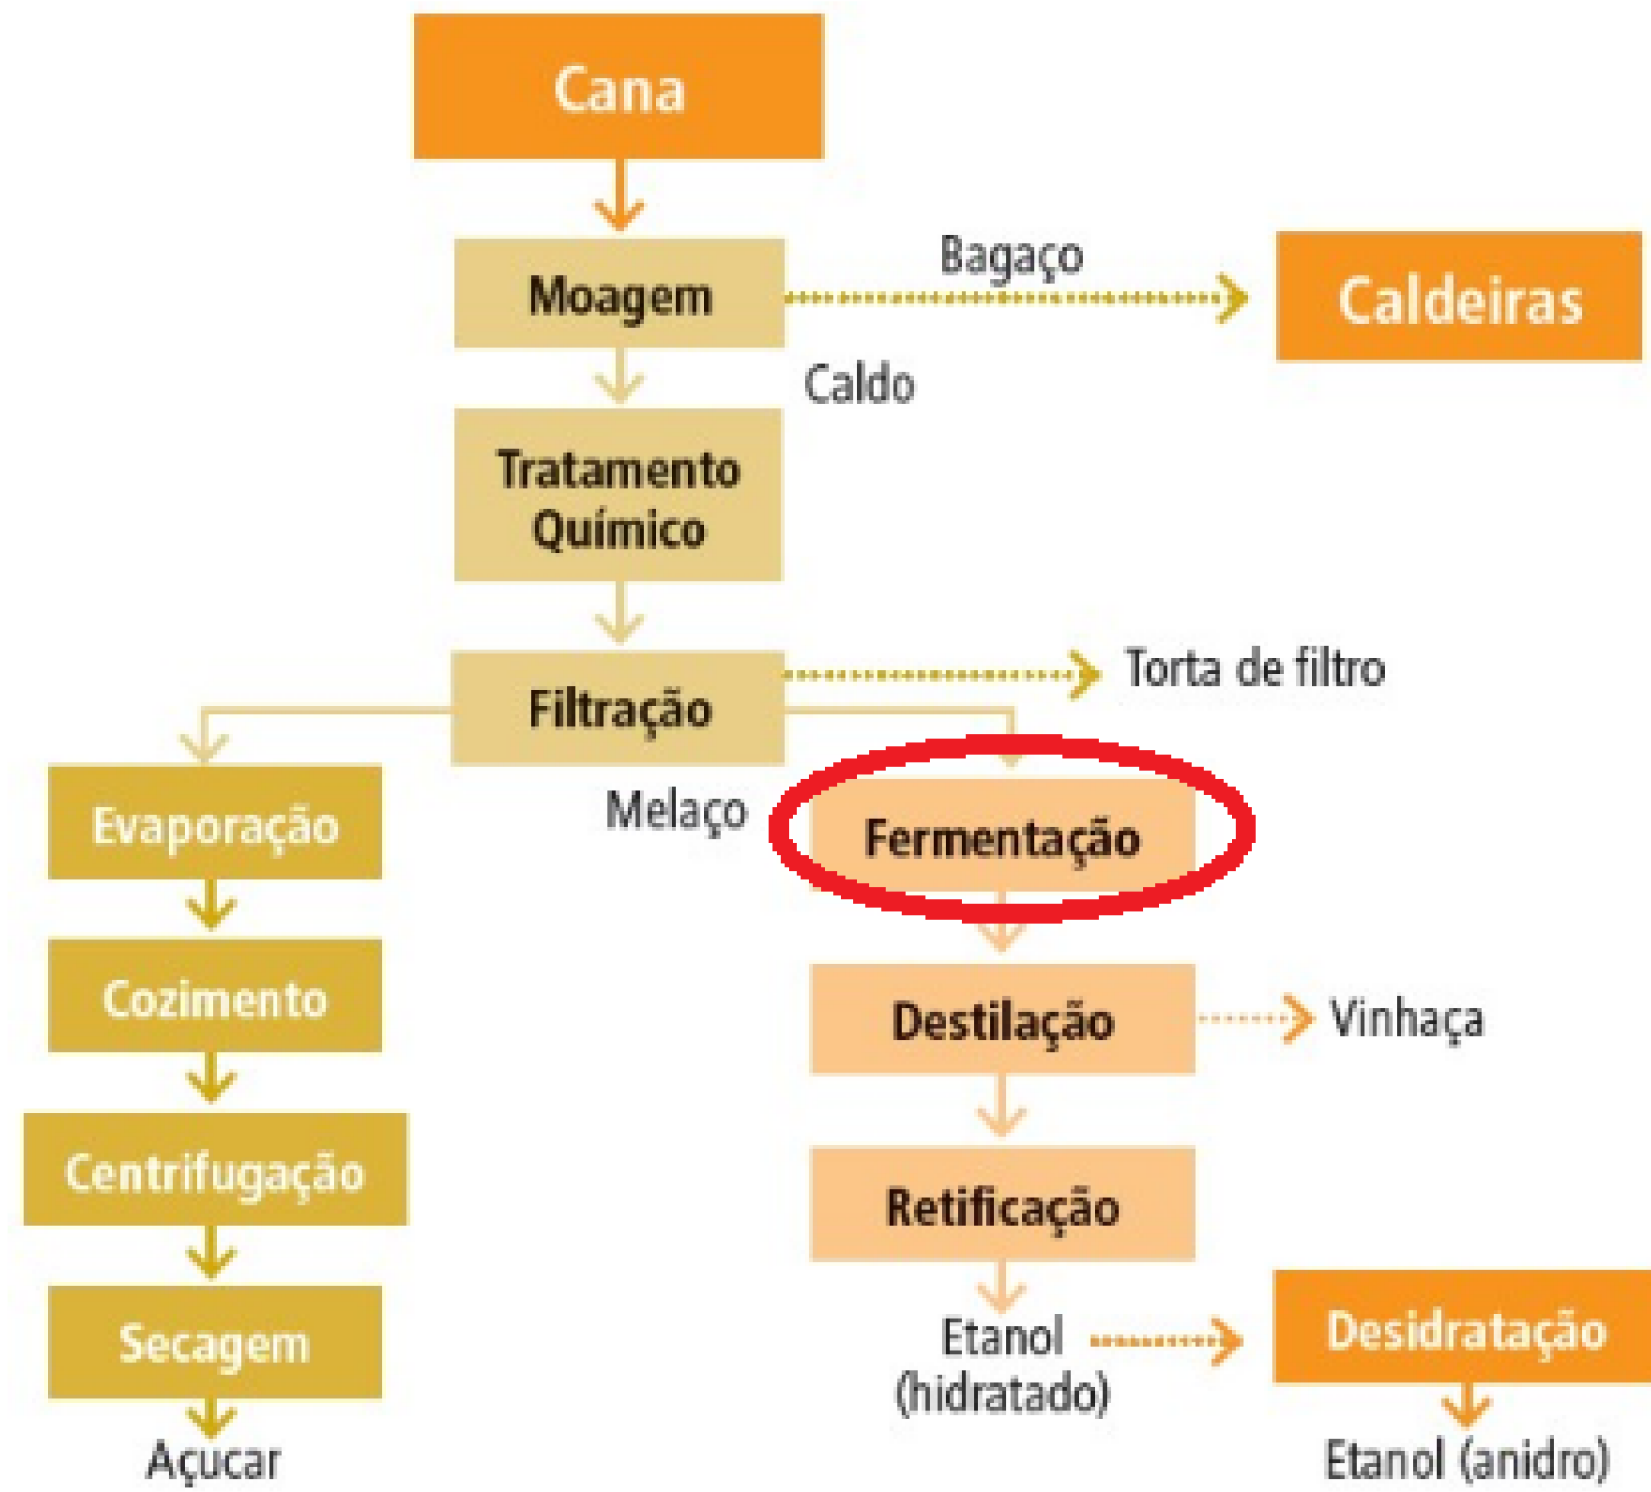 Cana
Moagem
Bagaço
Caldeiras
Caldo
Tratamento
Químico
Filtração
Torta de filtro
Melaço
Evaporação
Cozimento
Centrifugação
Secagem
Açucar
Fermentação
Destilação
Vinhaça
Retificação
Etanol
(hidratado)
Desidratação
Etanol (anidro)